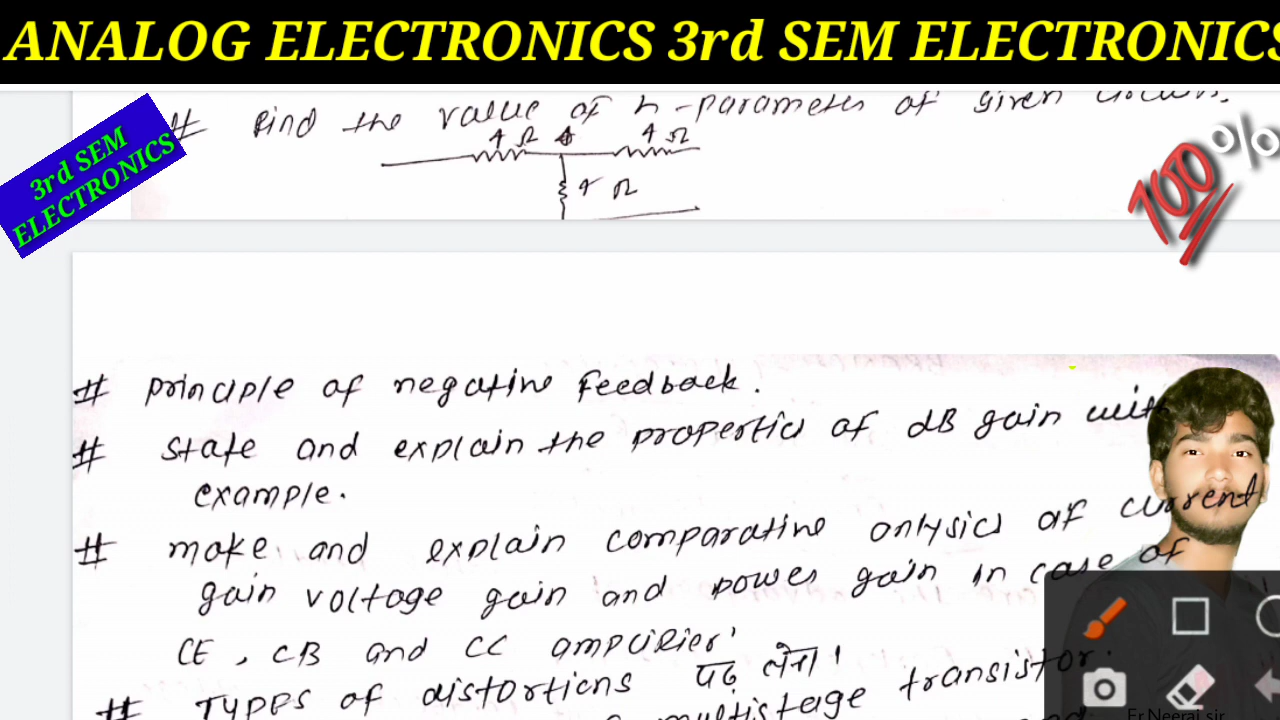 ANALOG ELECTRONICS 3rd SEM ELECTRONICS
3rd SEM
ELECTRONICS
# Find the value of h-parameter of given
4 Ω 4 Ω
4 Ω
100%
# principle of negative feedback.
# state and explain the properties of dB gain with
example.
# make and explain comparative anlysis of current
gain voltage gain and power gain in case of
CE, CB and CC amplifier'
# Types of distortions पढ़ लेना।
multistage transistor.
Er.Neeraj sir